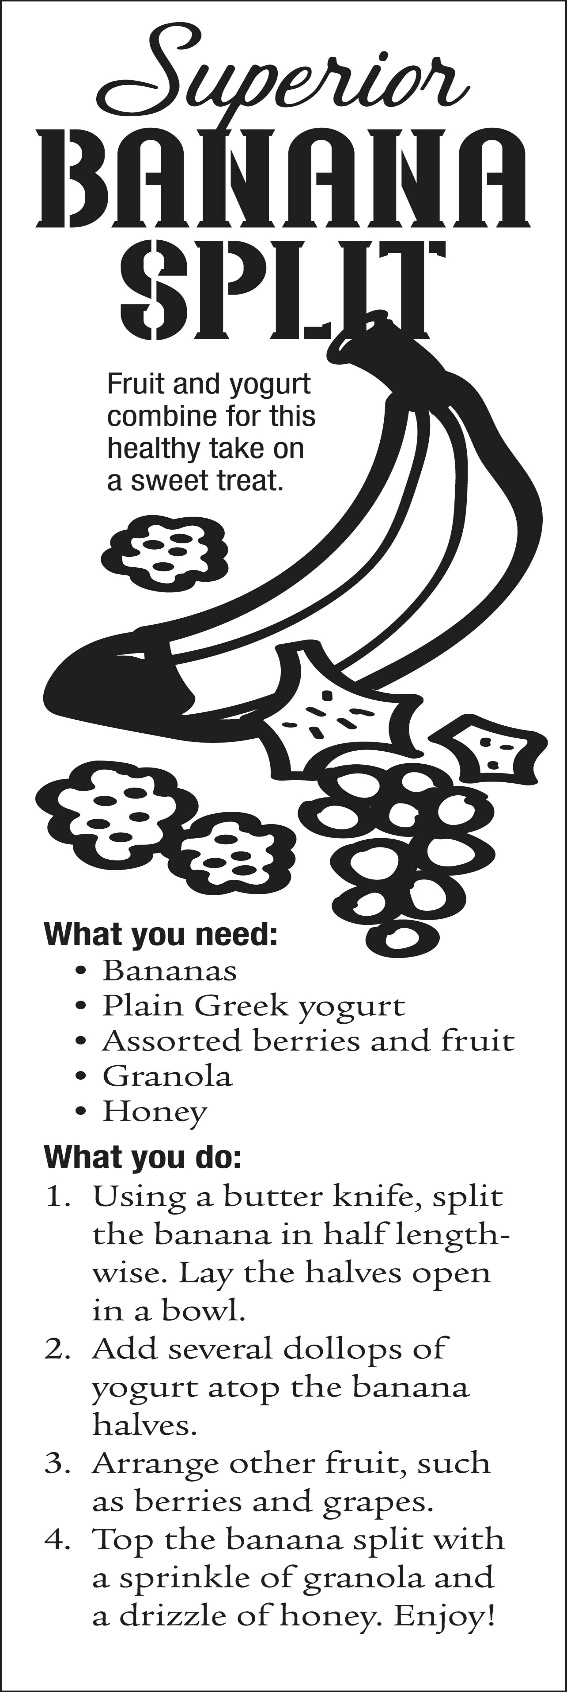 Superior
BANANA
SPLIT
Fruit and yogurt
combine for this
healthy take on
a sweet treat.
What you need:
• Bananas
• Plain Greek yogurt
• Assorted berries and fruit
• Granola
• Honey
What you do:
1. Using a butter knife, split
the banana in half length-
wise. Lay the halves open
in a bowl.
2. Add several dollops of
yogurt atop the banana
halves.
3. Arrange other fruit, such
as berries and grapes.
4. Top the banana split with
a sprinkle of granola and
a drizzle of honey. Enjoy!